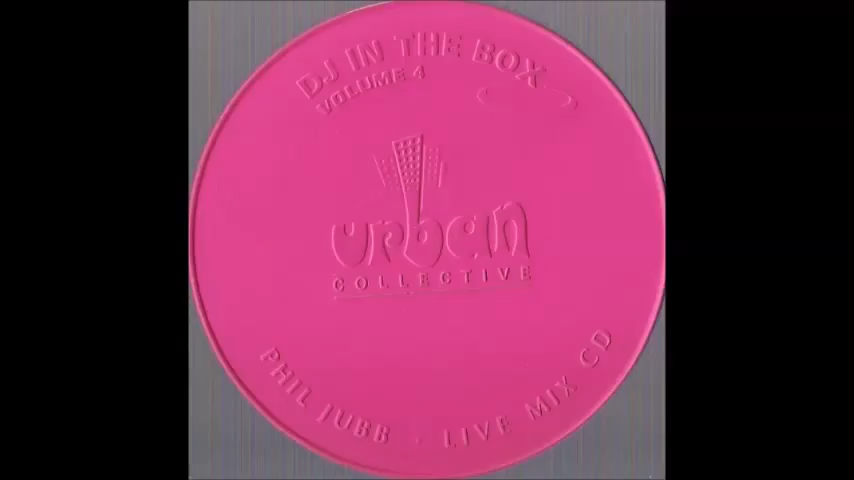 DJ IN THE BOX
VOLUME 4
urban
COLLECTIVE
PHIL JUBB - LIVE MIX CD